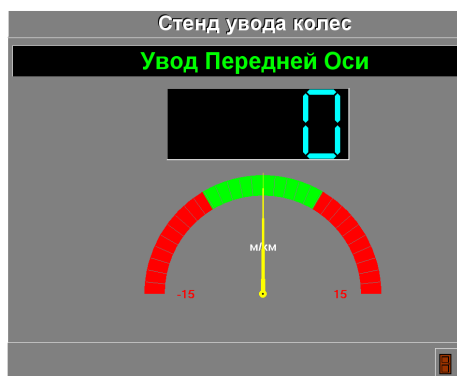 Стенд увода колес
Увод Передней Оси
0
м/км
-15 15